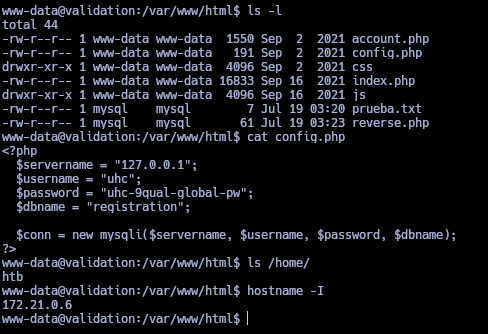 www-data@validation:/var/www/html$ ls -l
total 44
-rw-r--r-- 1 www-data www-data  1550 Sep  2  2021 account.php
-rw-r--r-- 1 www-data www-data   191 Sep  2  2021 config.php
drwxr-xr-x 1 www-data www-data  4096 Sep  2  2021 css
-rw-r--r-- 1 www-data www-data 16833 Sep 16  2021 index.php
drwxr-xr-x 1 www-data www-data  4096 Sep 16  2021 js
-rw-r--r-- 1 mysql    mysql        7 Jul 19 03:20 prueba.txt
-rw-r--r-- 1 mysql    mysql       61 Jul 19 03:23 reverse.php
www-data@validation:/var/www/html$ cat config.php
<?php
  $servername = "127.0.0.1";
  $username = "uhc";
  $password = "uhc-9qual-global-pw";
  $dbname = "registration";

  $conn = new mysqli($servername, $username, $password, $dbname);
?>
www-data@validation:/var/www/html$ ls /home/
htb
www-data@validation:/var/www/html$ hostname -I
172.21.0.6
www-data@validation:/var/www/html$